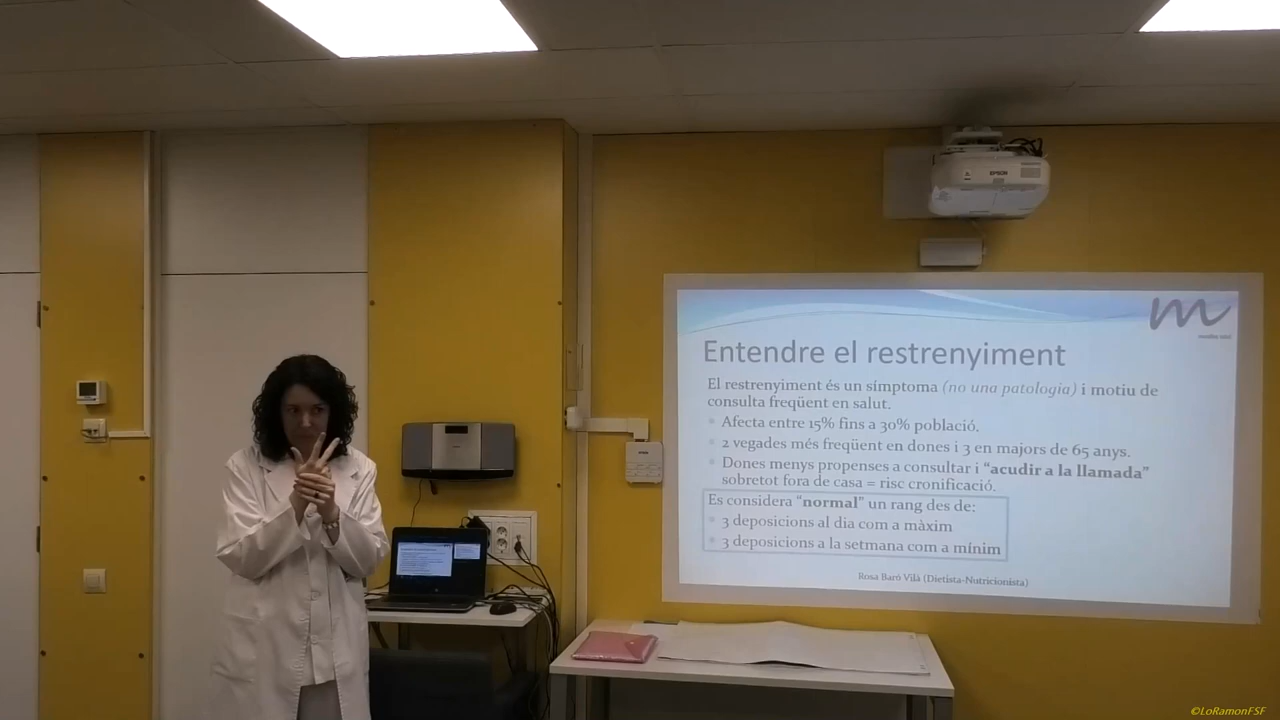 EPSON
m
Entendre el restrenyiment
El restrenyiment és un símptoma (no una patologia) i motiu de
consulta freqüent en salut.
Afecta entre 15% fins a 30% població.
2 vegades més freqüent en dones i 3 en majors de 65 anys.
Dones menys propenses a consultar i “acudir a la llamada”
sobretot fora de casa = risc cronificació.
Es considera “normal” un rang des de:
3 deposicions al dia com a màxim
3 deposicions a la setmana com a mínim
Rosa Baró Vilà (Dietista-Nutricionista)
©LoRamonFSF